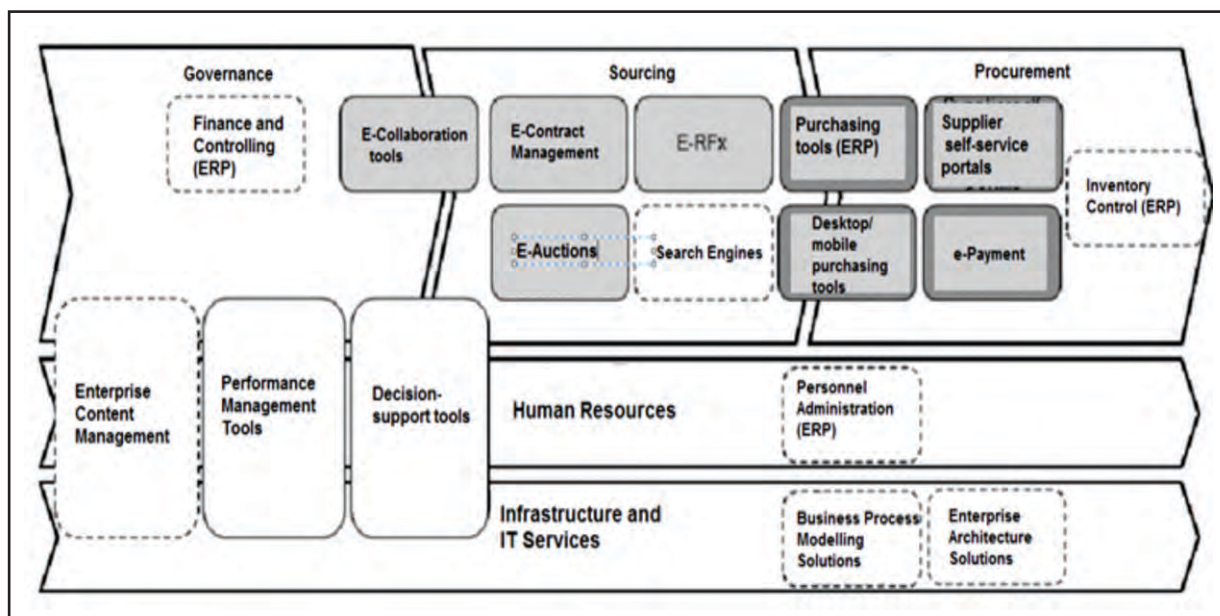 Governance
Sourcing
Procurement
Finance and
Controlling
(ERP)
E-Collaboration
tools
E-Contract
Management
E-RFx
Purchasing
tools (ERP)
Supplier
self-service
portals
Inventory
Control (ERP)
E-Auctions
Search Engines
Desktop/
mobile
purchasing
tools
e-Payment
Enterprise
Content
Management
Performance
Management
Tools
Decision-
support tools
Human Resources
Personnel
Administration
(ERP)
Infrastructure and
IT Services
Business Process
Modelling
Solutions
Enterprise
Architecture
Solutions